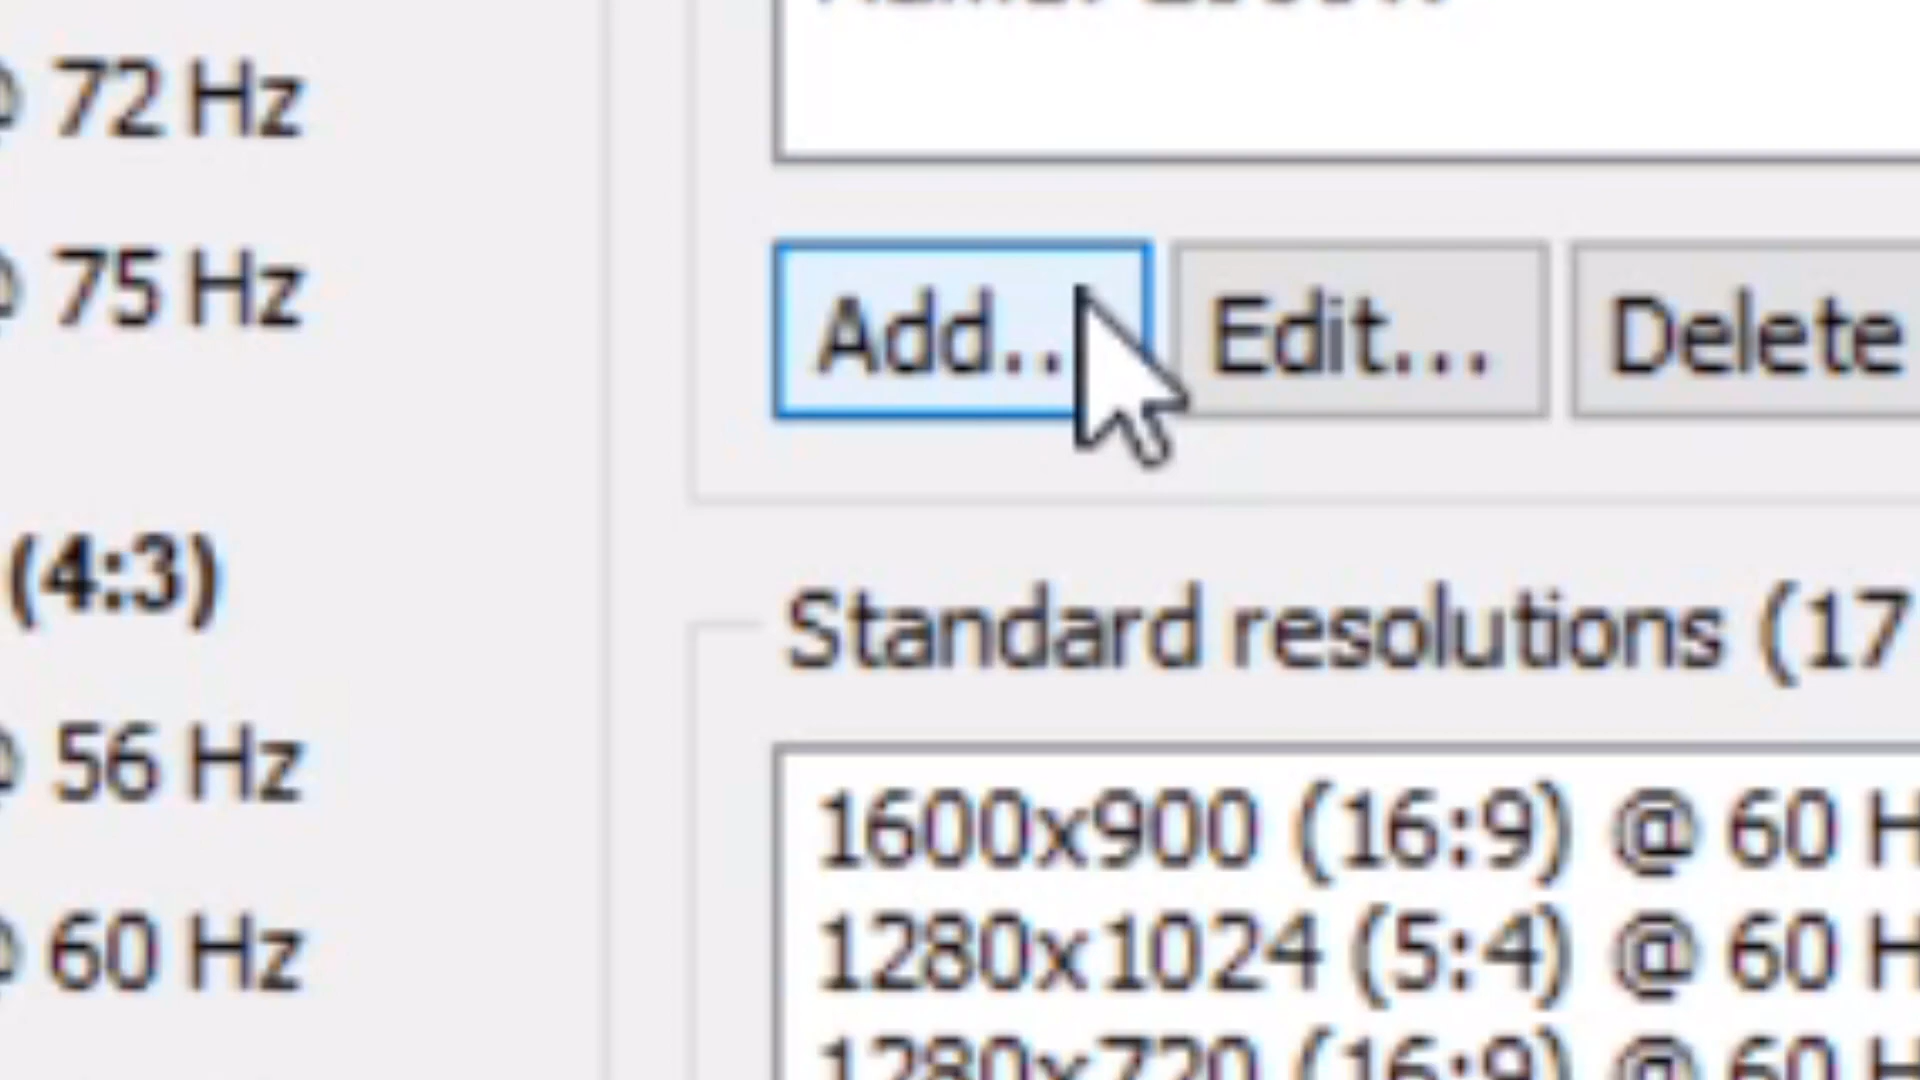 @ 72 Hz
@ 75 Hz
(4:3)
@ 56 Hz
@ 60 Hz
Add...
Edit...
Delete
Standard resolutions (17
1600x900 (16:9) @ 60 H
1280x1024 (5:4) @ 60 H
1280x720 (16:9) @ 60 H